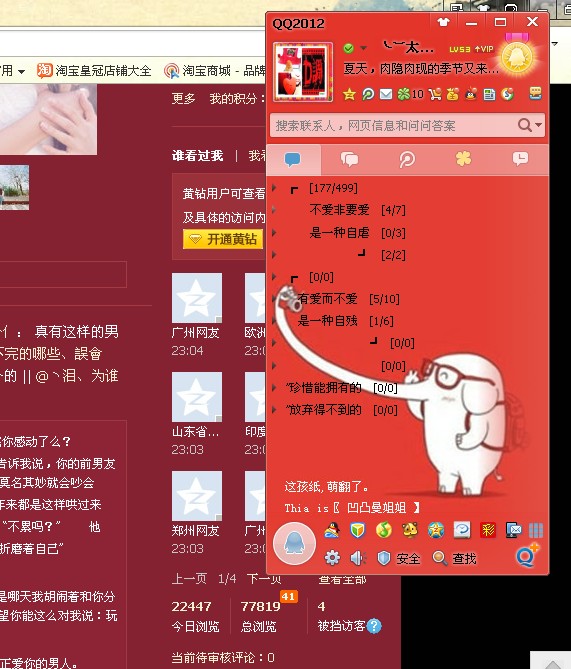 用
淘宝皇冠店铺大全
淘宝商城 - 品牌
更多 我的积分：
谁看过我 | 我看
黄钻用户可查看
及具体的访问内
开通黄钻
广州网友
欧洲
23:04
山东省...
印度
23:03
郑州网友
广州
23:03
上一页 1/4 下一页 查看全部
22447
77819
41
4
今日浏览
总浏览
被挡访客
当前待审核评论：0
真有这样的男
不完的哪些、誤會
个的 || @丶泪、为谁
你感动了么？
告诉我说，你的前男友
莫名其妙就会吵会
年来都是这样哄过来
“不累吗？” 他
折磨着自己”
是哪天我胡闹着和你分
望你能这么对我说：玩
正爱你的男人。
QQ2012
太...
LV53 VIP
夏天，肉隐肉现的季节又来...
10
搜索联系人，网页信息和问问答案
┏ [177/499]
不爱非要爱 [4/7]
是一种自虐 [0/3]
┛ [2/2]
┏ [0/0]
有爱而不爱 [5/10]
是一种自残 [1/6]
┛ [0/0]
[0/0]
"珍惜能拥有的 [0/0]
"放弃得不到的 [0/0]
这孩纸,萌翻了。
Thia is〖 凹凸曼姐姐 〗
彩
安全
查找